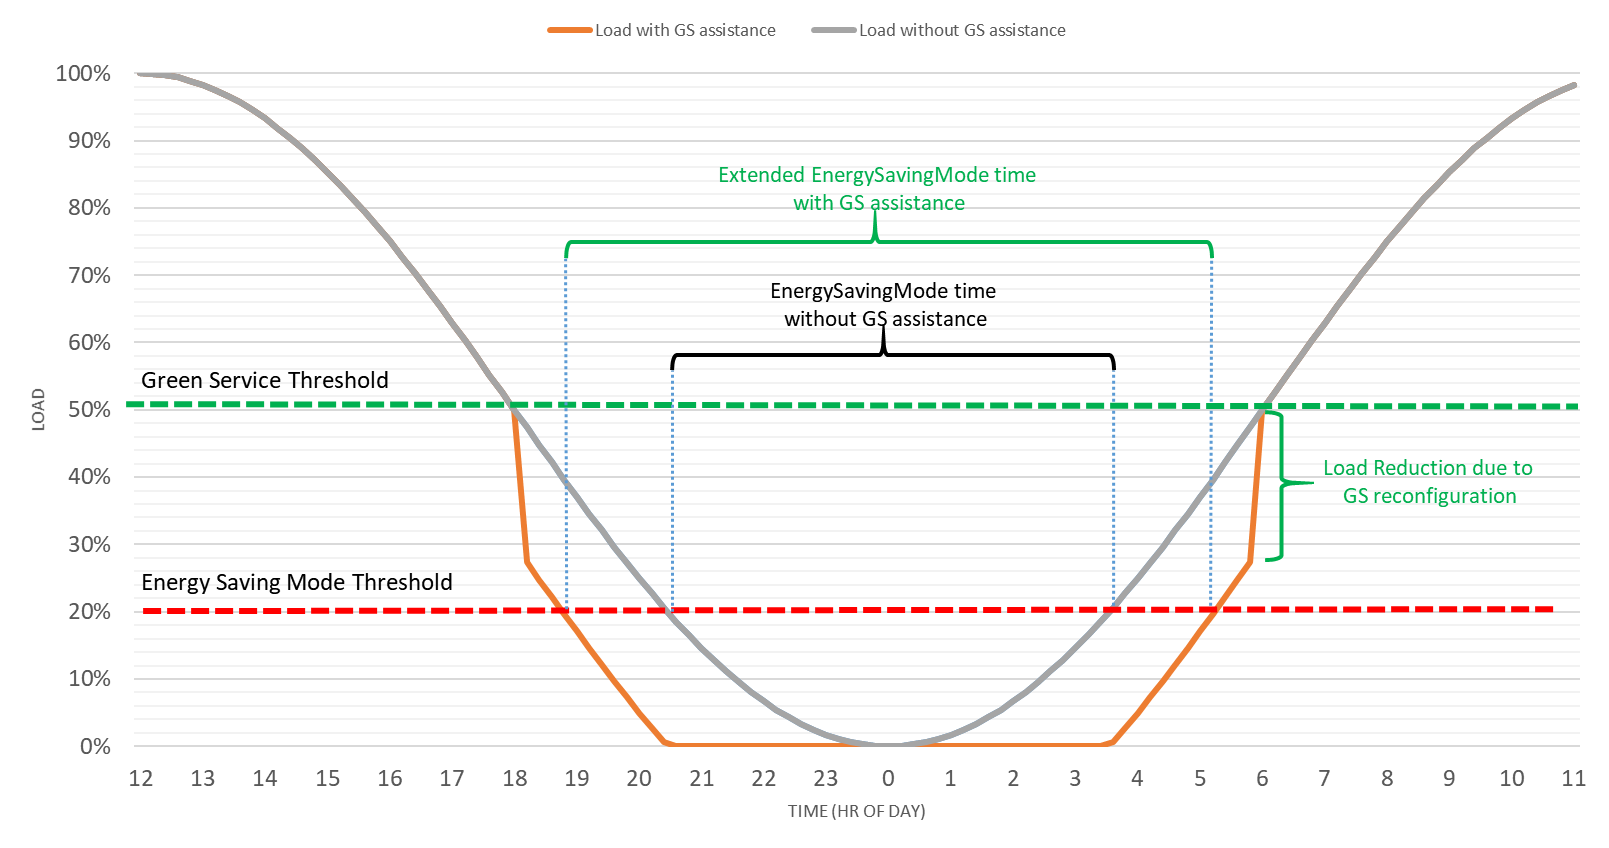 Load with GS assistance
Load without GS assistance
100%
90%
80%
70%
60%
50%
40%
30%
20%
10%
0%
LOAD
Extended EnergySavingMode time
with GS assistance
EnergySavingMode time
without GS assistance
Green Service Threshold
Load Reduction due to
GS reconfiguration
Energy Saving Mode Threshold
12 13 14 15 16 17 18 19 20 21 22 23 0 1 2 3 4 5 6 7 8 9 10 11
TIME (HR OF DAY)